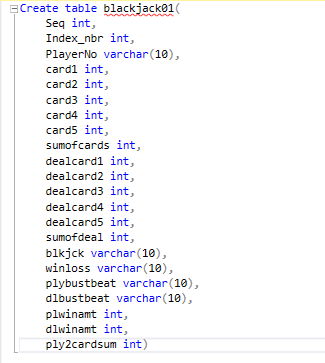 Create table blackjack01(
Seq int,
Index_nbr int,
PlayerNo varchar(10),
card1 int,
card2 int,
card3 int,
card4 int,
card5 int,
sumofcards int,
dealcard1 int,
dealcard2 int,
dealcard3 int,
dealcard4 int,
dealcard5 int,
sumofdeal int,
blkjck varchar(10),
winloss varchar(10),
plybustbeat varchar(10),
dlbustbeat varchar(10),
plwinamt int,
dlwinamt int,
ply2cardsum int)